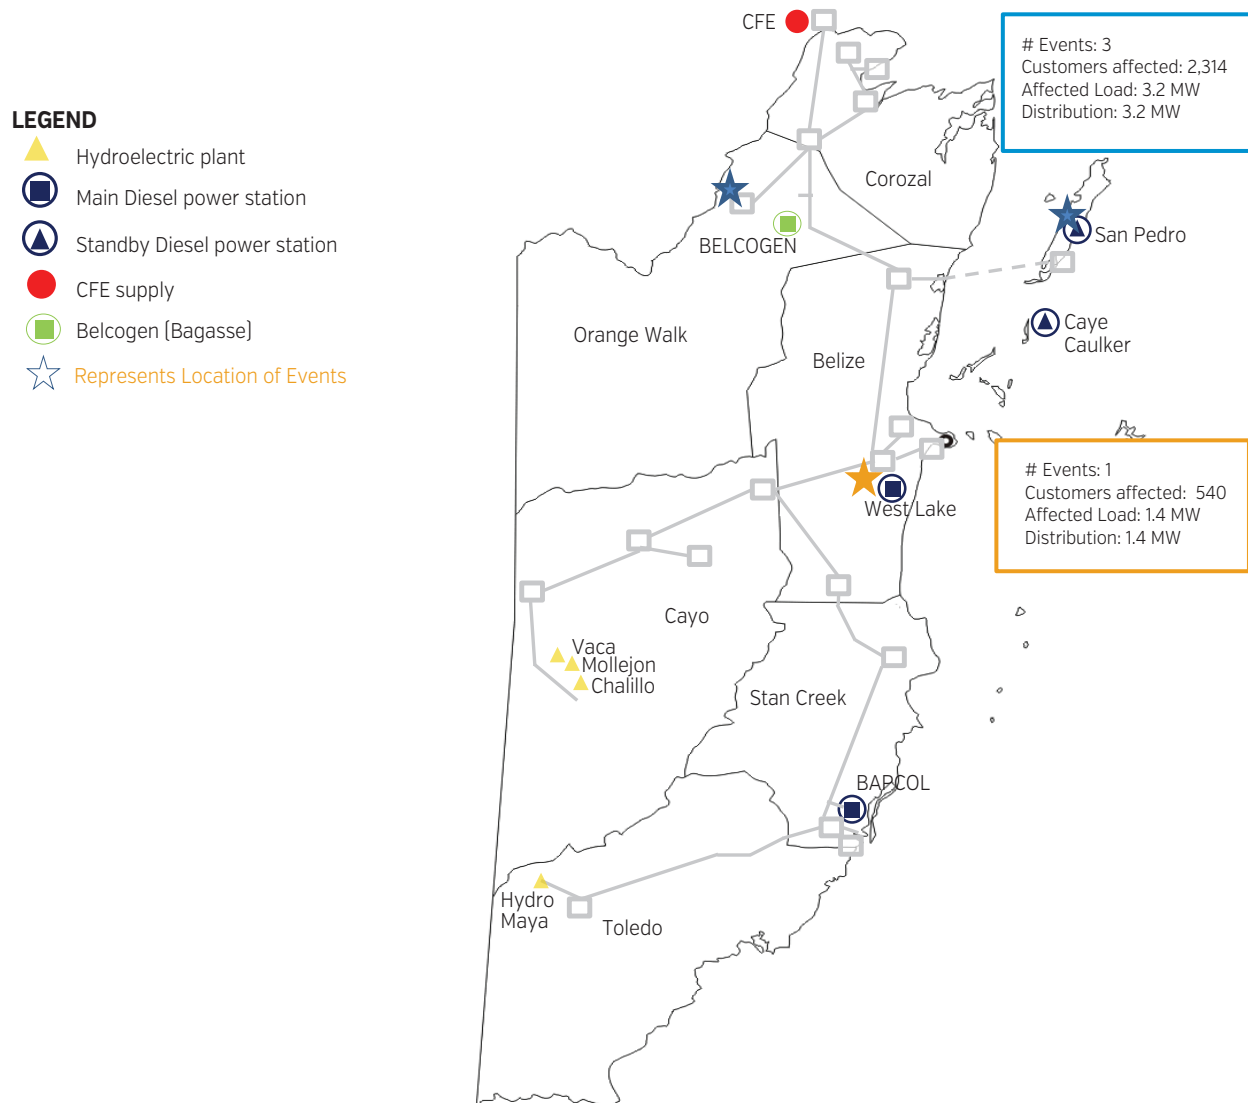 CFE
# Events: 3
Customers affected: 2,314
Affected Load: 3.2 MW
Distribution: 3.2 MW
LEGEND
Hydroelectric plant
Main Diesel power station
Standby Diesel power station
CFE supply
Belcogen (Bagasse)
Represents Location of Events
Corozal
BELCOGEN
San Pedro
Orange Walk
Caye
Caulker
Belize
# Events: 1
Customers affected: 540
Affected Load: 1.4 MW
Distribution: 1.4 MW
West Lake
Cayo
Vaca
Mollejon
Chalillo
Stan Creek
BAPCOL
Hydro
Maya
Toledo